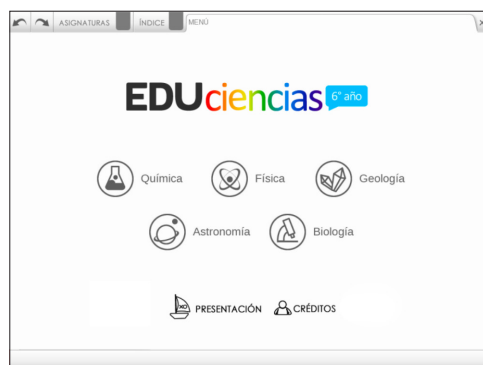 ASIGNATURAS ÍNDICE MENÚ
EDUciencias 6° año
Química Física Geología
Astronomía Biología
PRESENTACIÓN CRÉDITOS